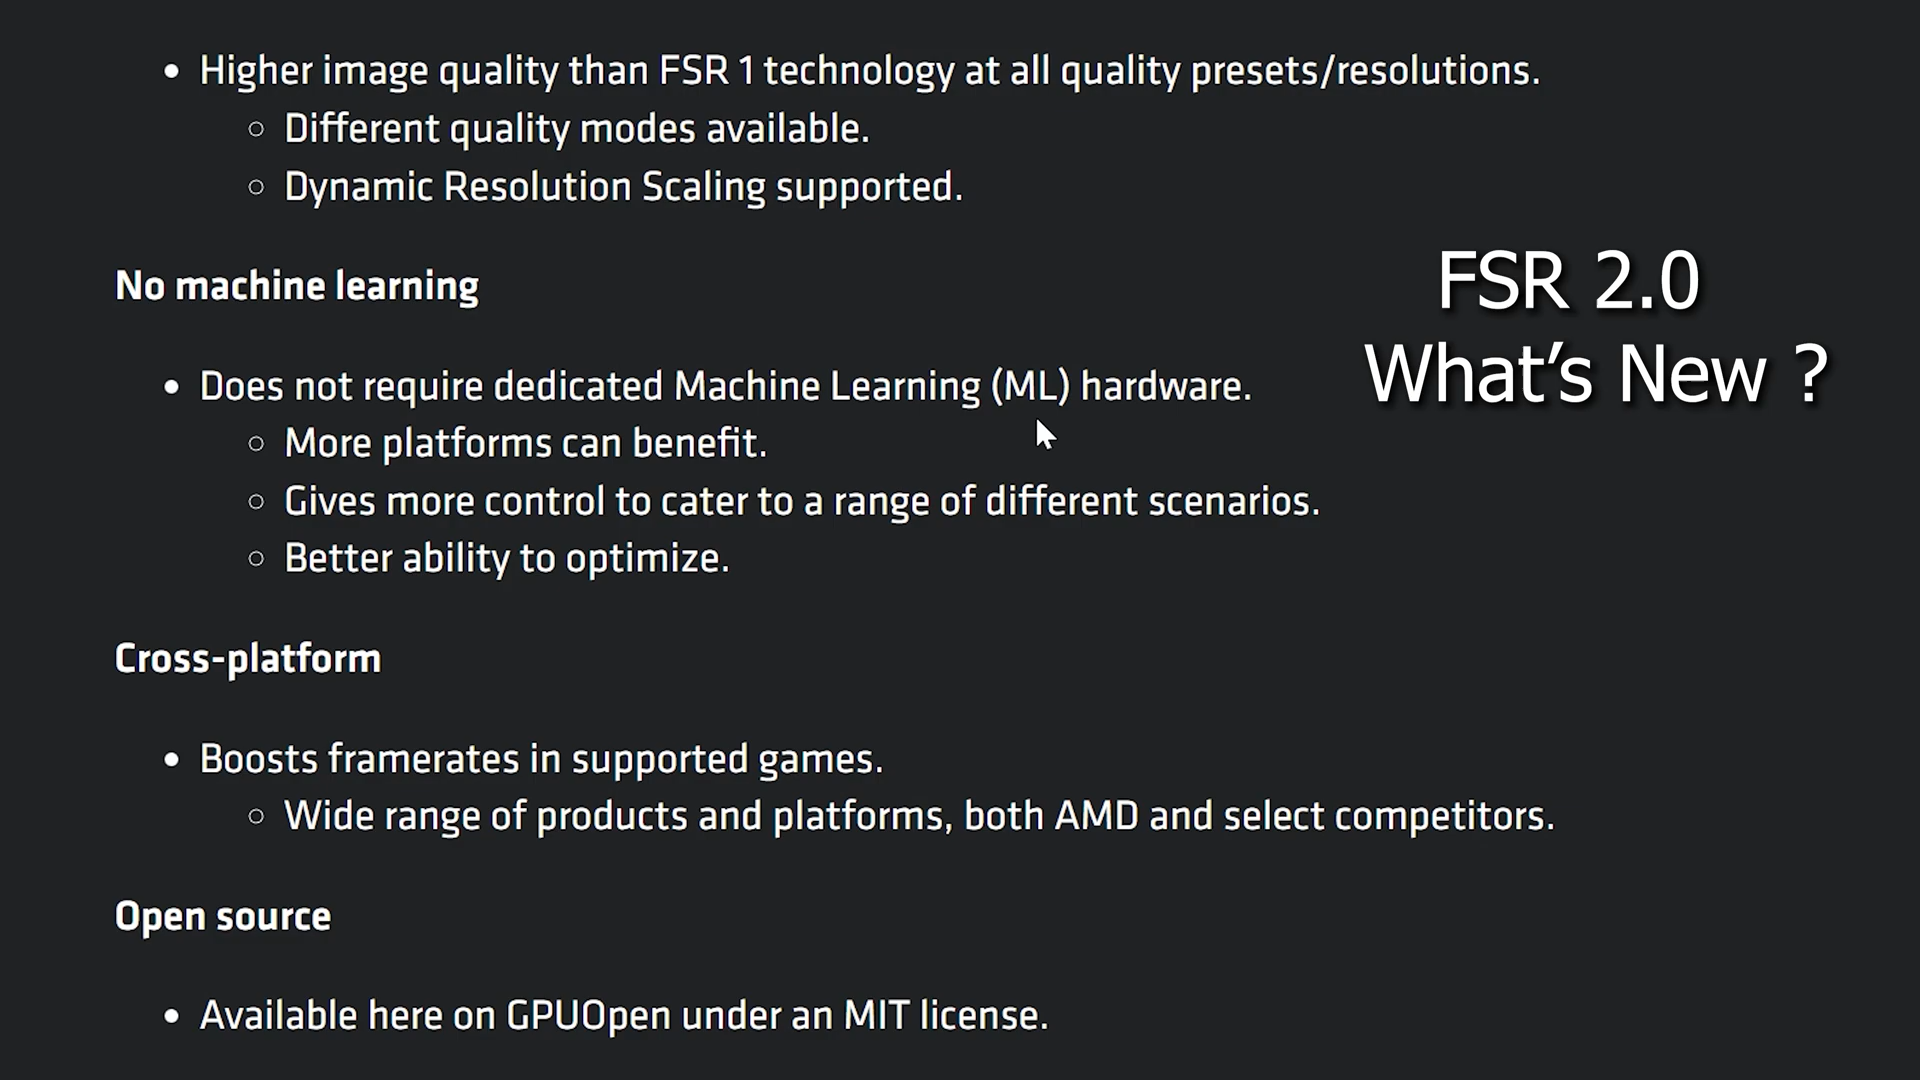 • Higher image quality than FSR 1 technology at all quality presets/resolutions.
○ Different quality modes available.
○ Dynamic Resolution Scaling supported.
No machine learning
FSR 2.0
What’s New ?
• Does not require dedicated Machine Learning (ML) hardware.
○ More platforms can benefit.
○ Gives more control to cater to a range of different scenarios.
○ Better ability to optimize.
Cross-platform
• Boosts framerates in supported games.
○ Wide range of products and platforms, both AMD and select competitors.
Open source
• Available here on GPUOpen under an MIT license.